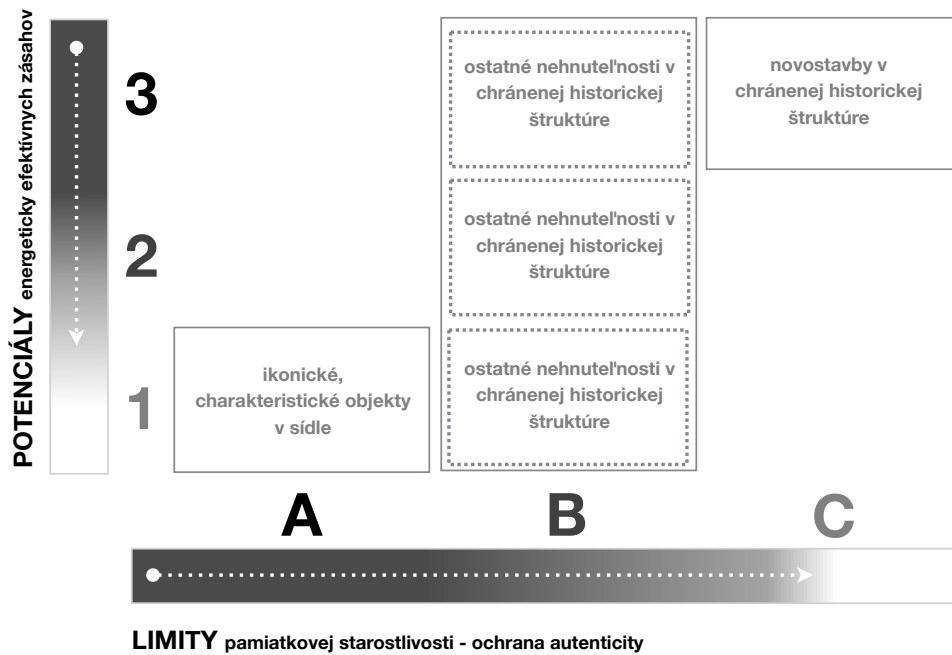 POTENCIÁLY energeticky efektívnych zásahov
3
ostatné nehnuteľnosti v
chránenej historickej
štruktúre
novostavby v
chránenej historickej
štruktúre
2
ostatné nehnuteľnosti v
chránenej historickej
štruktúre
1
ikonické,
charakteristické objekty
v sídle
ostatné nehnuteľnosti v
chránenej historickej
štruktúre
A
B
C
LIMITY pamiatkovej starostlivosti - ochrana autenticity